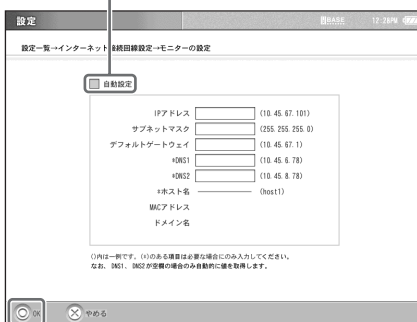 設定
BASE 12:26PM
設定一覧→インターネット接続回線設定→モニターの設定
自動設定
IPアドレス (10.45.67.101)
サブネットマスク (255.255.255.0)
デフォルトゲートウェイ (10.45.67.1)
*DNS1 (10.45.6.78)
*DNS2 (10.45.8.78)
*ホスト名 (host1)
MACアドレス
ドメイン名
()内は一例です。(*)のある項目は必要な場合にのみ入力してください。
なお、DNS1、DNS2が空欄の場合のみ自動的に値を取得します。
OK やめる